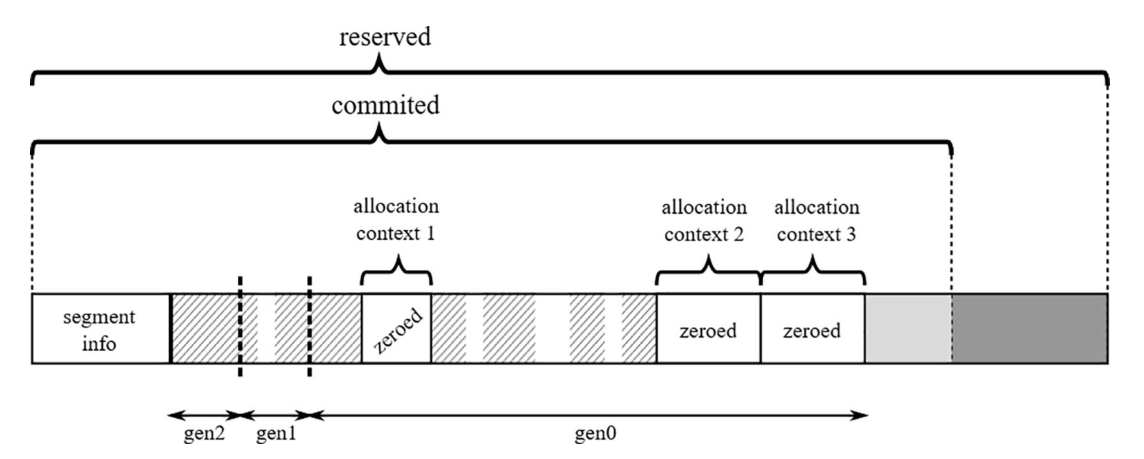 reserved
commited
allocation
context 1
allocation
context 2
allocation
context 3
segment
info
zeroed
zeroed
zeroed
gen2
gen1
gen0